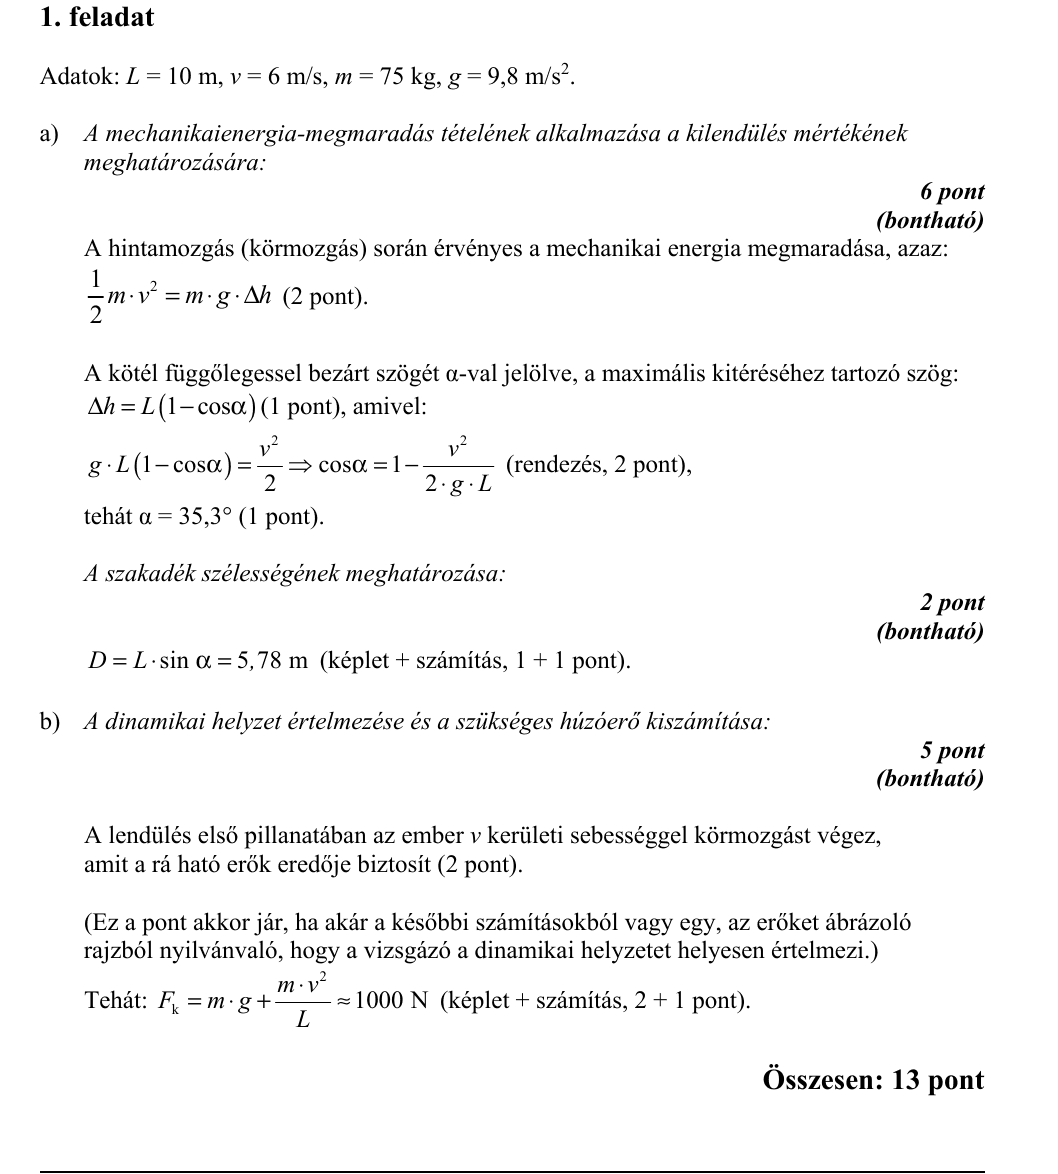 1. feladat
Adatok: L = 10 m, v = 6 m/s, m = 75 kg, g = 9,8 m/s².
a) A mechanikaienergia-megmaradás tételének alkalmazása a kilendülés mértékének
meghatározására:
6 pont
(bontható)
A hintamozgás (körmozgás) során érvényes a mechanikai energia megmaradása, azaz:
1/2 m · v² = m · g · Δh (2 pont).
A kötél függőlegessel bezárt szögét α-val jelölve, a maximális kitéréséhez tartozó szög:
Δh = L(1−cosα) (1 pont), amivel:
g · L(1−cosα) = v²/2 ⇒ cosα = 1− v²/(2 · g · L) (rendezés, 2 pont),
tehát α = 35,3° (1 pont).
A szakadék szélességének meghatározása:
2 pont
(bontható)
D = L · sin α = 5,78 m (képlet + számítás, 1 + 1 pont).
b) A dinamikai helyzet értelmezése és a szükséges húzóerő kiszámítása:
5 pont
(bontható)
A lendülés első pillanatában az ember v kerületi sebességgel körmozgást végez,
amit a rá ható erők eredője biztosít (2 pont).
(Ez a pont akkor jár, ha akár a későbbi számításokból vagy egy, az erőket ábrázoló
rajzból nyilvánvaló, hogy a vizsgázó a dinamikai helyzetet helyesen értelmezi.)
Tehát: Fₖ = m · g + m · v²/L ≈ 1000 N (képlet + számítás, 2 + 1 pont).
Összesen: 13 pont